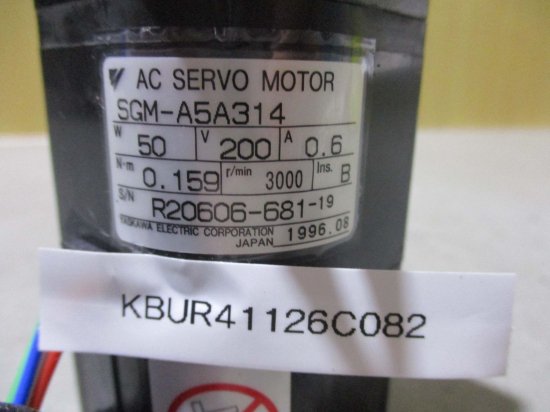 AC SERVO MOTOR
SGM-A5A314
W 50 V 200 A 0.6
N-m 0.159 r/min 3000 Ins. B
S/N R20606-681-19
YASKAWA ELECTRIC CORPORATION
JAPAN 1996.08
KBUR41126C082